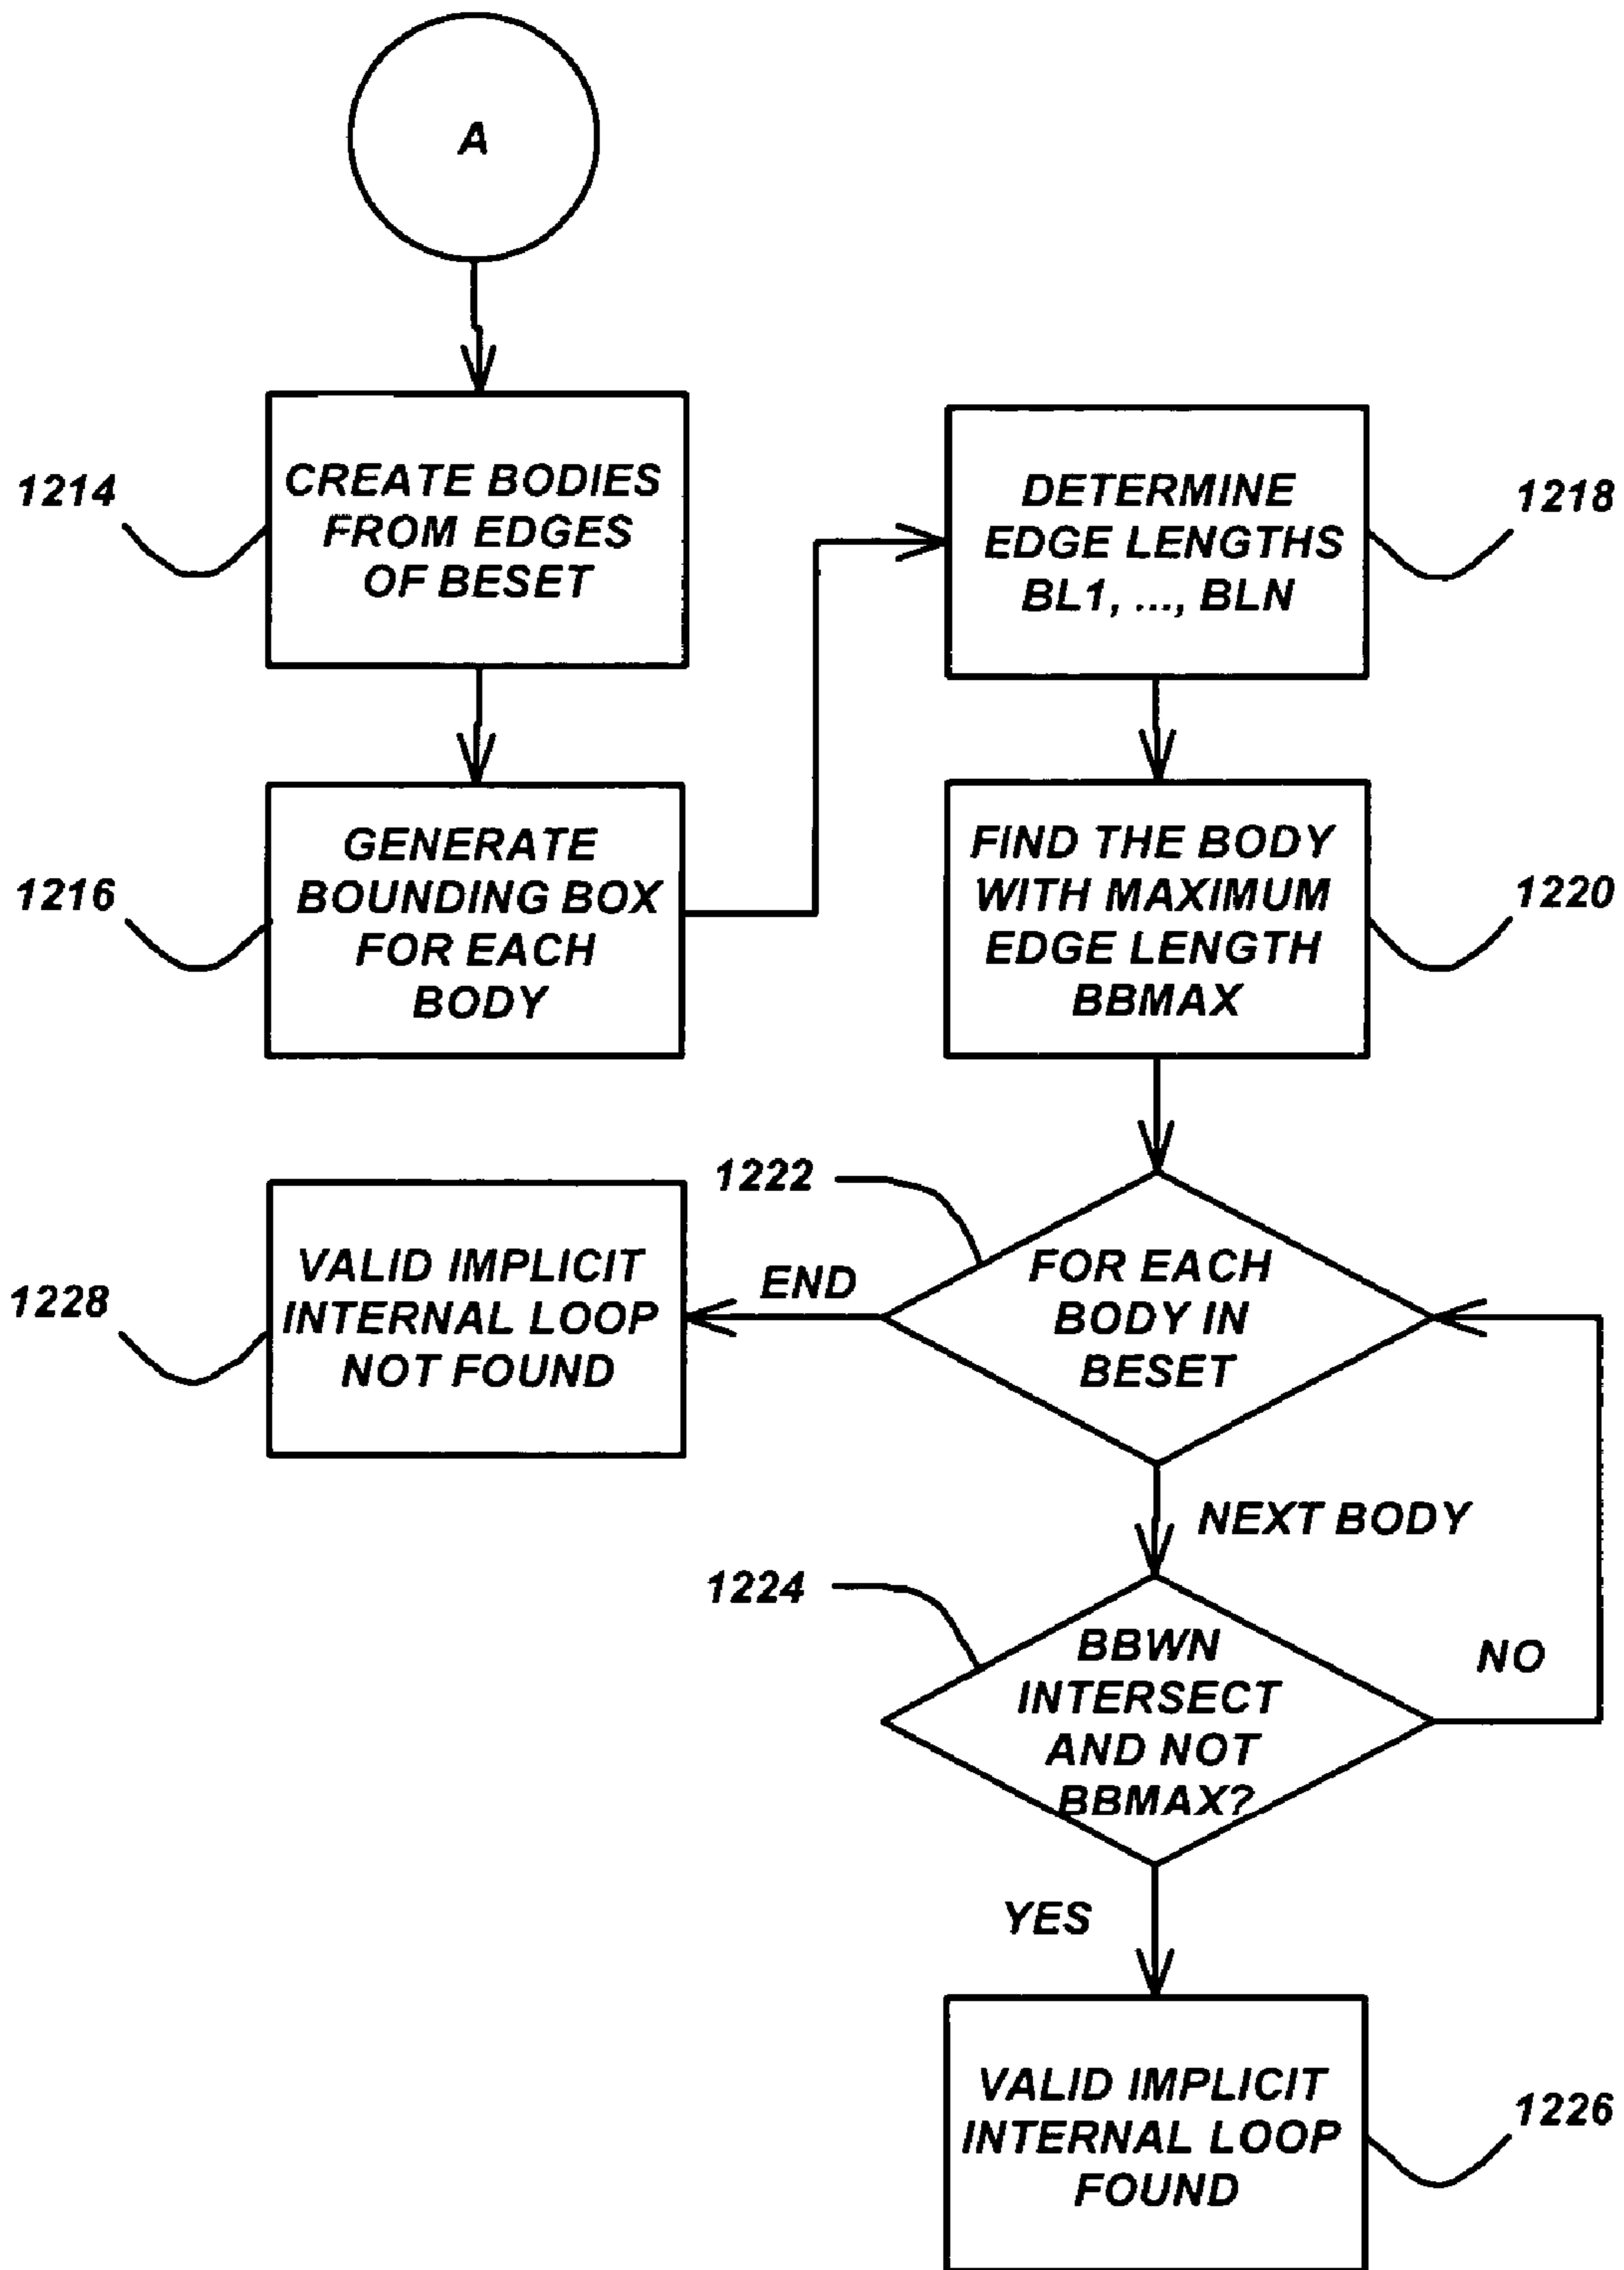 A
1214
CREATE BODIES
FROM EDGES
OF BESET
1216
GENERATE
BOUNDING BOX
FOR EACH
BODY
DETERMINE
EDGE LENGTHS
BL1, ..., BLN
1218
FIND THE BODY
WITH MAXIMUM
EDGE LENGTH
BBMAX
1220
1222
FOR EACH
BODY IN
BESET
END
VALID IMPLICIT
INTERNAL LOOP
NOT FOUND
1228
NEXT BODY
1224
BBWN
INTERSECT
AND NOT
BBMAX?
NO
YES
VALID IMPLICIT
INTERNAL LOOP
FOUND
1226